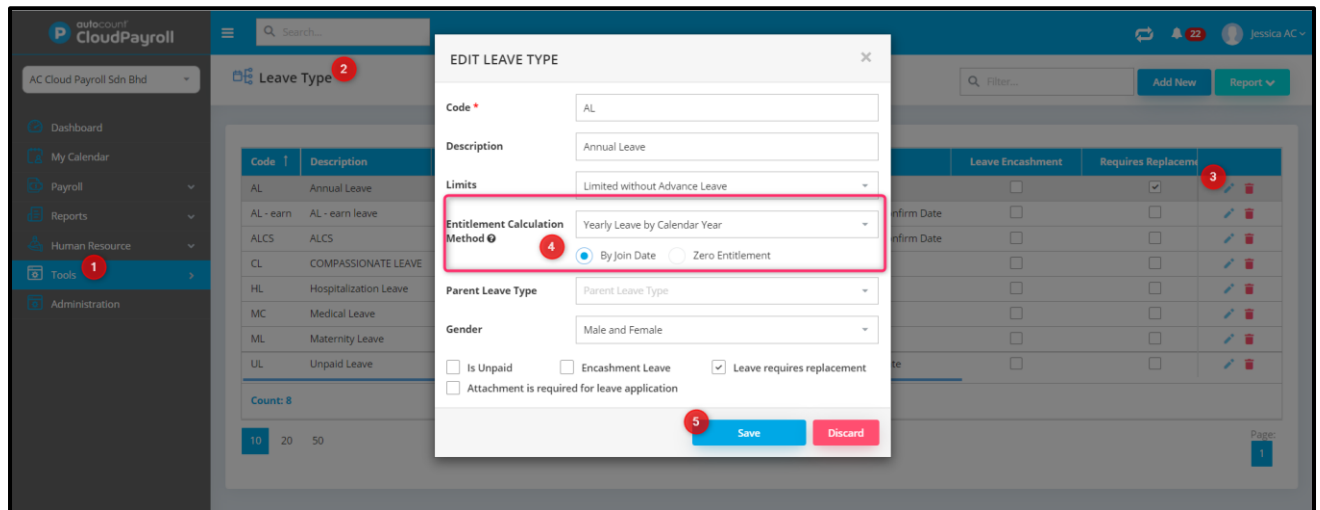 autocount
CloudPayroll
Search...
22
Jessica AC
AC Cloud Payroll Sdn Bhd
Leave Type
2
Filter...
Add New
Report
Dashboard
My Calendar
Payroll
Reports
Human Resource
Tools
1
Administration
EDIT LEAVE TYPE
Code *
AL
Description
Annual Leave
Limits
Limited without Advance Leave
Entitlement Calculation
Method
Yearly Leave by Calendar Year
4
By Join Date
Zero Entitlement
Parent Leave Type
Parent Leave Type
Gender
Male and Female
Is Unpaid
Encashment Leave
Leave requires replacement
Attachment is required for leave application
5
Save
Discard
Code Description Leave Encashment Requires Replaceme
3
AL Annual Leave
AL - earn AL - earn leave nfirm Date
ALCS ALCS nfirm Date
CL COMPASSIONATE LEAVE
HL Hospitalization Leave
MC Medical Leave
ML Maternity Leave
UL Unpaid Leave te
Count: 8
10 20 50
Page:
1